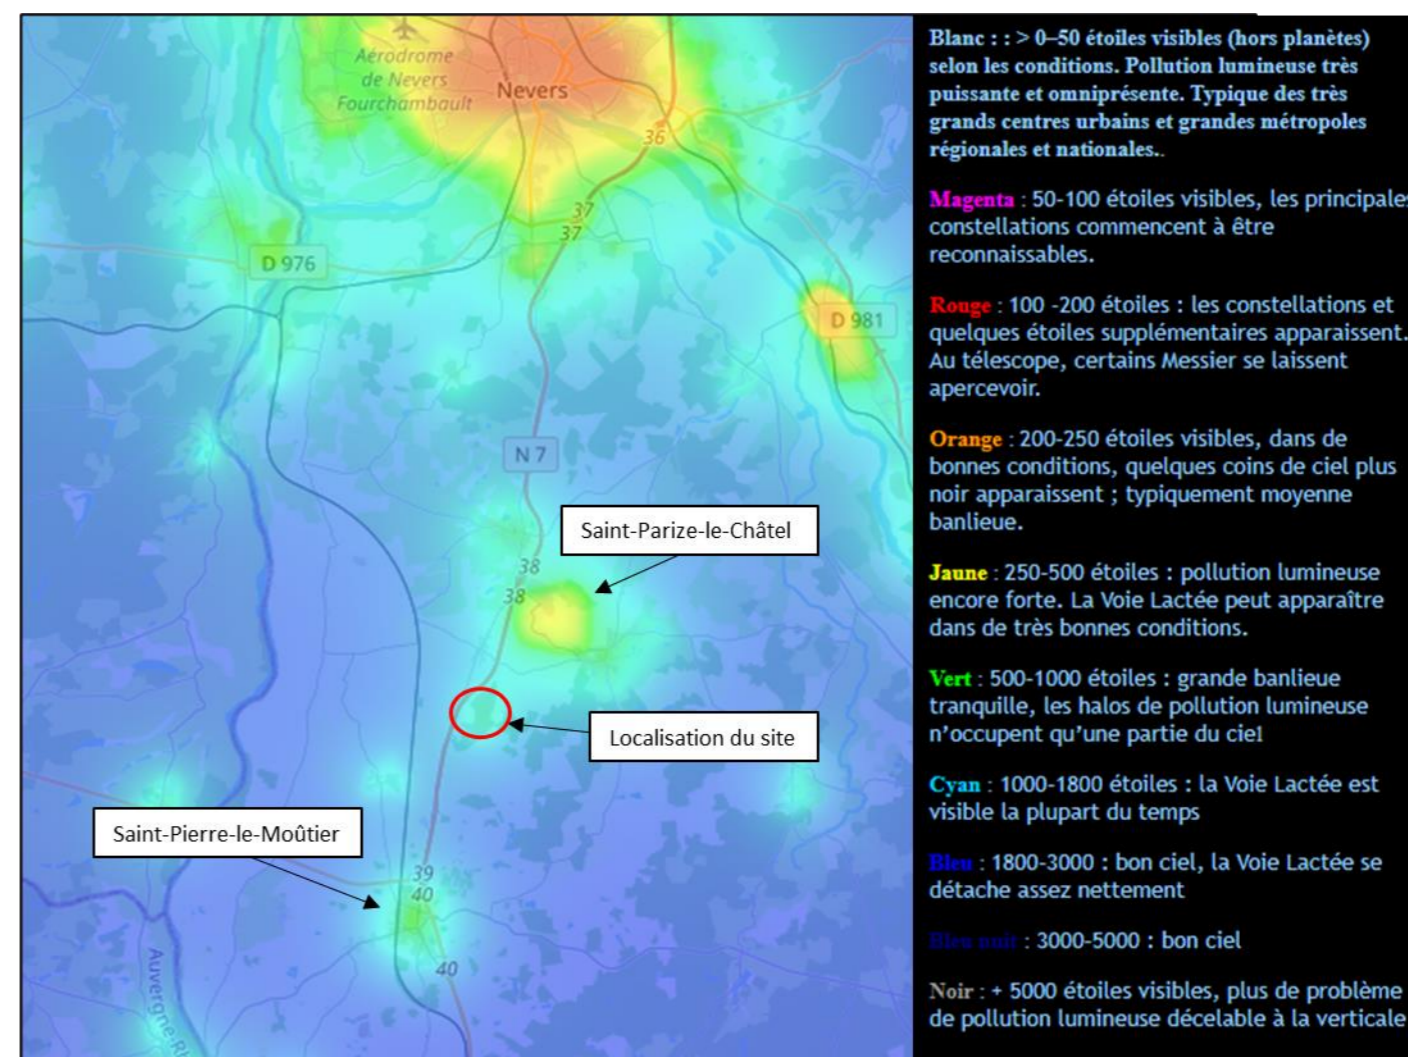 Aérodrome
de Nevers
Fourchambault
Nevers
36
37
37
D 976
D 981
N 7
Saint-Parize-le-Châtel
38
38
Localisation du site
Saint-Pierre-le-Moûtier
39
40
40
Auvergne-Rh
Blanc : : > 0–50 étoiles visibles (hors planètes)
selon les conditions. Pollution lumineuse très
puissante et omniprésente. Typique des très
grands centres urbains et grandes métropoles
régionales et nationales..
Magenta : 50-100 étoiles visibles, les principales
constellations commencent à être
reconnaissables.
Rouge : 100 -200 étoiles : les constellations et
quelques étoiles supplémentaires apparaissent.
Au télescope, certains Messier se laissent
apercevoir.
Orange : 200-250 étoiles visibles, dans de
bonnes conditions, quelques coins de ciel plus
noir apparaissent ; typiquement moyenne
banlieue.
Jaune : 250-500 étoiles : pollution lumineuse
encore forte. La Voie Lactée peut apparaître
dans de très bonnes conditions.
Vert : 500-1000 étoiles : grande banlieue
tranquille, les halos de pollution lumineuse
n'occupent qu'une partie du ciel
Cyan : 1000-1800 étoiles : la Voie Lactée est
visible la plupart du temps
Bleu : 1800-3000 : bon ciel, la Voie Lactée se
détache assez nettement
Bleu nuit : 3000-5000 : bon ciel
Noir : + 5000 étoiles visibles, plus de problème
de pollution lumineuse décelable à la verticale